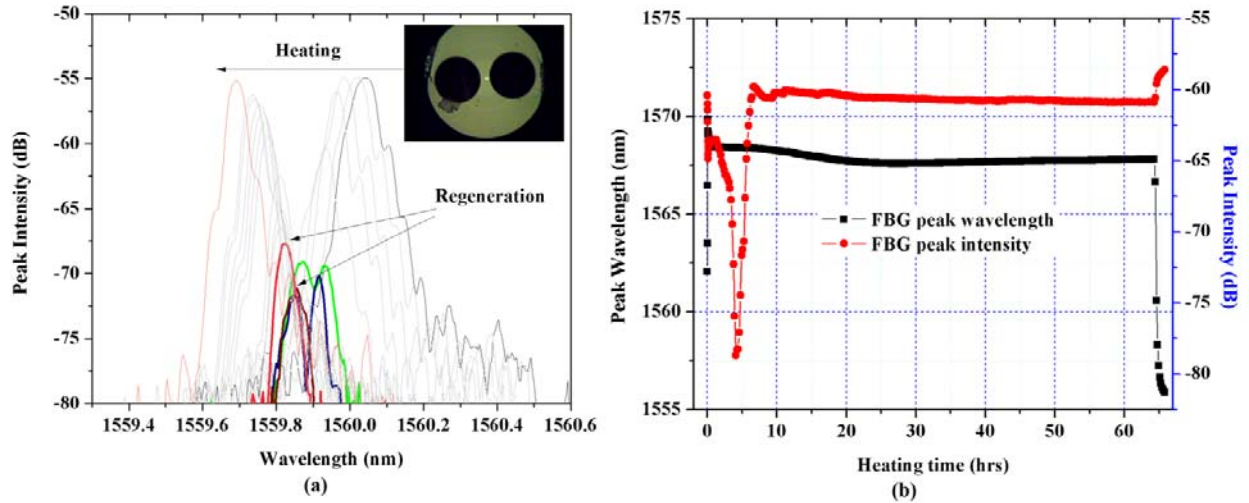 -50
-55
-60
-65
-70
-75
-80
Peak Intensity (dB)
Heating
Regeneration
1559.4 1559.6 1559.8 1560.0 1560.2 1560.4 1560.6
Wavelength (nm)
(a)
1575
1570
1565
1560
1555
Peak Wavelength (nm)
FBG peak wavelength
FBG peak intensity
-55
-60
-65
-70
-75
-80
Peak Intensity (dB)
0 10 20 30 40 50 60
Heating time (hrs)
(b)